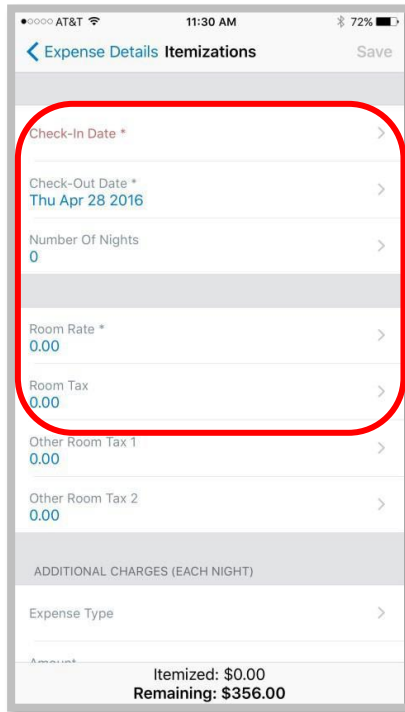 AT&T 11:30 AM 72%
Expense Details Itemizations Save
Check-In Date *
Check-Out Date *
Thu Apr 28 2016
Number Of Nights
0
Room Rate *
0.00
Room Tax
0.00
Other Room Tax 1
0.00
Other Room Tax 2
0.00
ADDITIONAL CHARGES (EACH NIGHT)
Expense Type
Amount
Itemized: $0.00
Remaining: $356.00